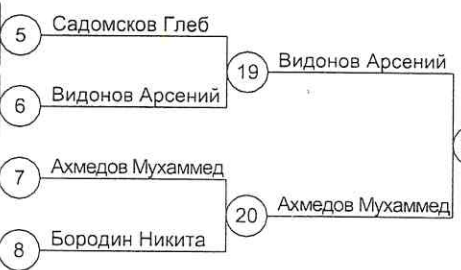 5 Садомсков Глеб
19 Видонов Арсений
6 Видонов Арсений
7 Ахмедов Мухаммед
20 Ахмедов Мухаммед
8 Бородин Никита